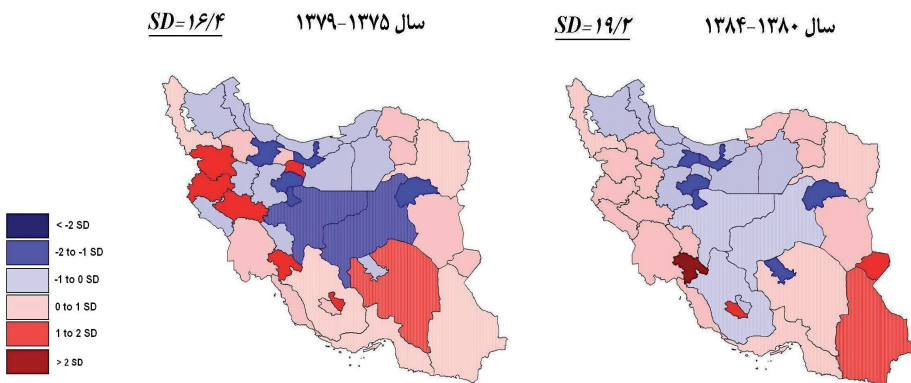 SD=۱۶/۴
سال ۱۳۷۵-۱۳۷۹
SD=۱۹/۲
سال ۱۳۸۰-۱۳۸۴
< -2 SD
-2 to -1 SD
-1 to 0 SD
0 to 1 SD
1 to 2 SD
> 2 SD